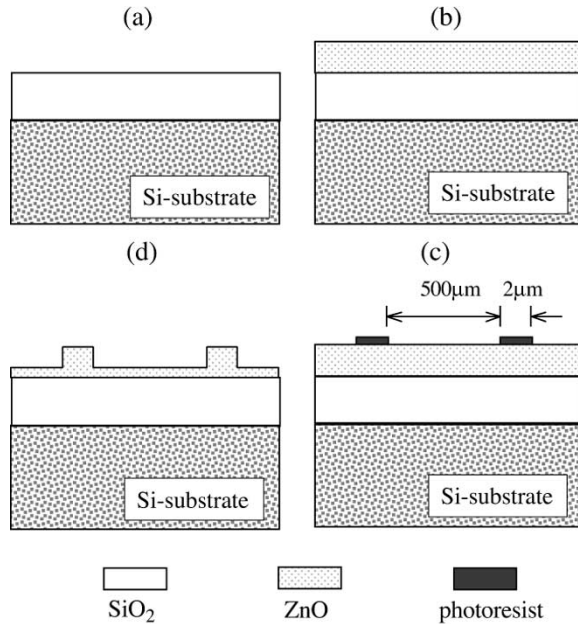 (a)
(b)
Si-substrate
Si-substrate
(d)
(c)
500μm
2μm
Si-substrate
Si-substrate
SiO₂
ZnO
photoresist